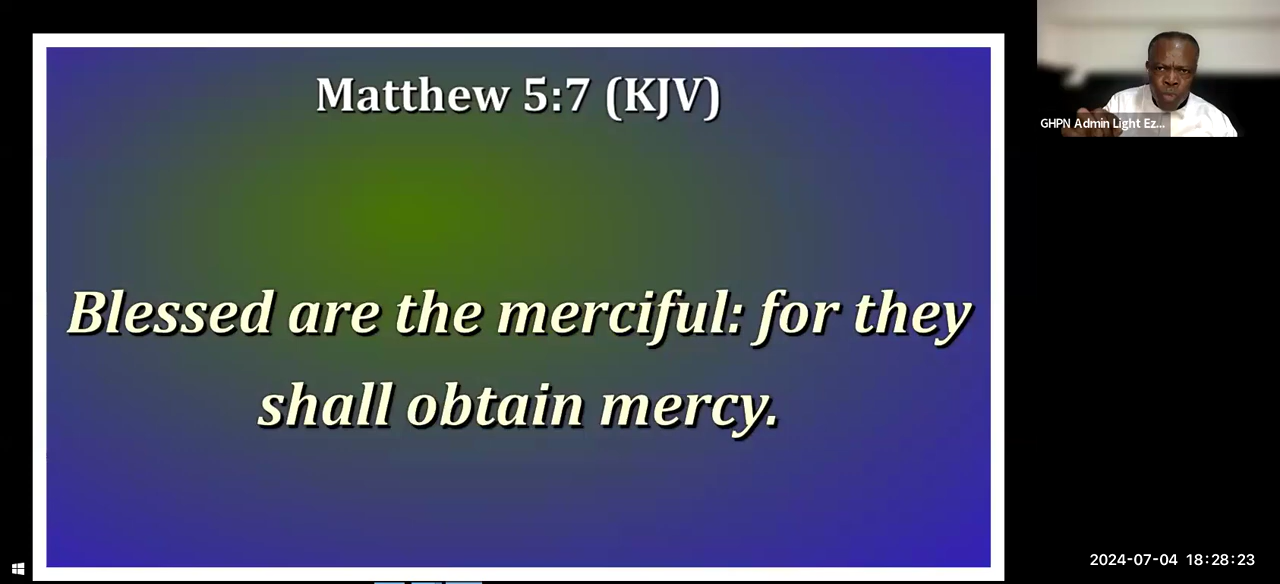 Matthew 5:7 (KJV)
Blessed are the merciful: for they
shall obtain mercy.
GHPN Admin Light Ez...
2024-07-04 18:28:23